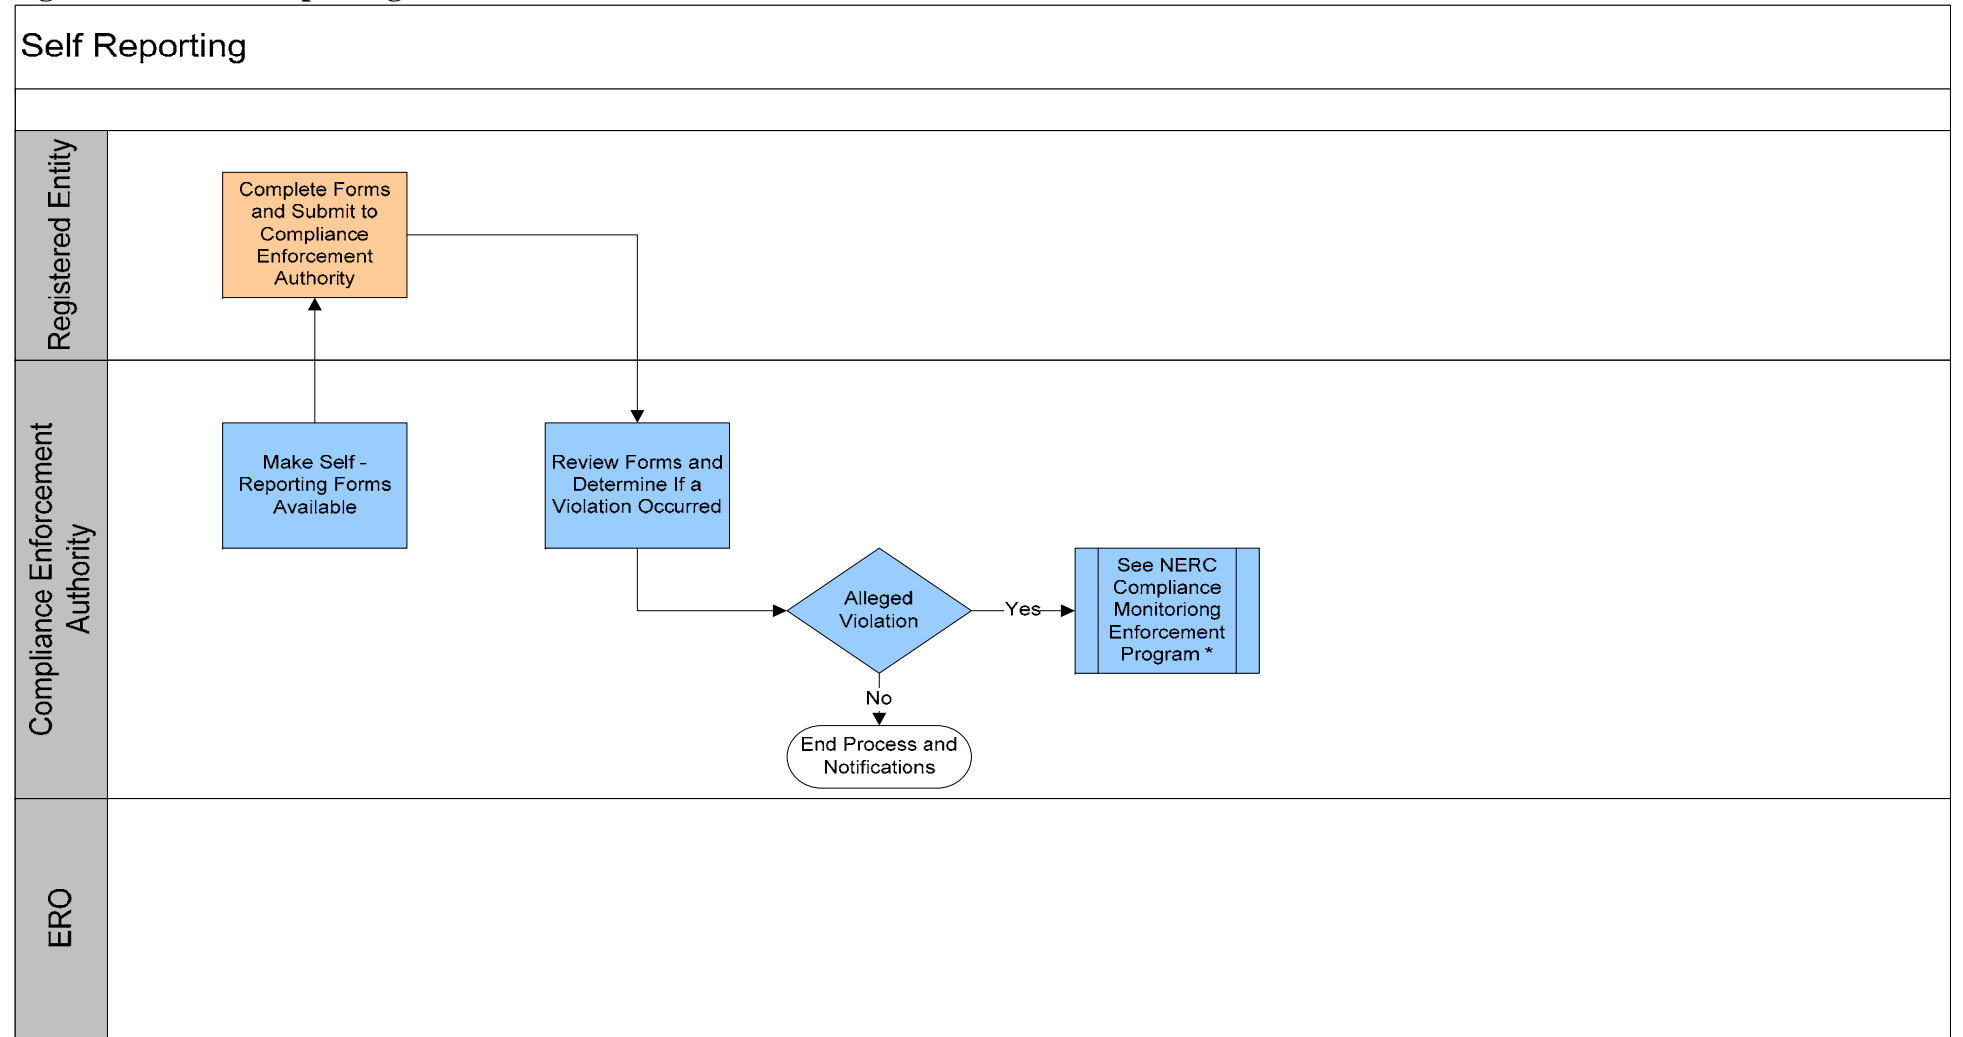 Self Reporting
Registered Entity
Complete Forms
and Submit to
Compliance
Enforcement
Authority
Compliance Enforcement
Authority
Make Self -
Reporting Forms
Available
Review Forms and
Determine If a
Violation Occurred
Alleged
Violation
Yes
See NERC
Compliance
Monitoriong
Enforcement
Program *
No
End Process and
Notifications
ERO